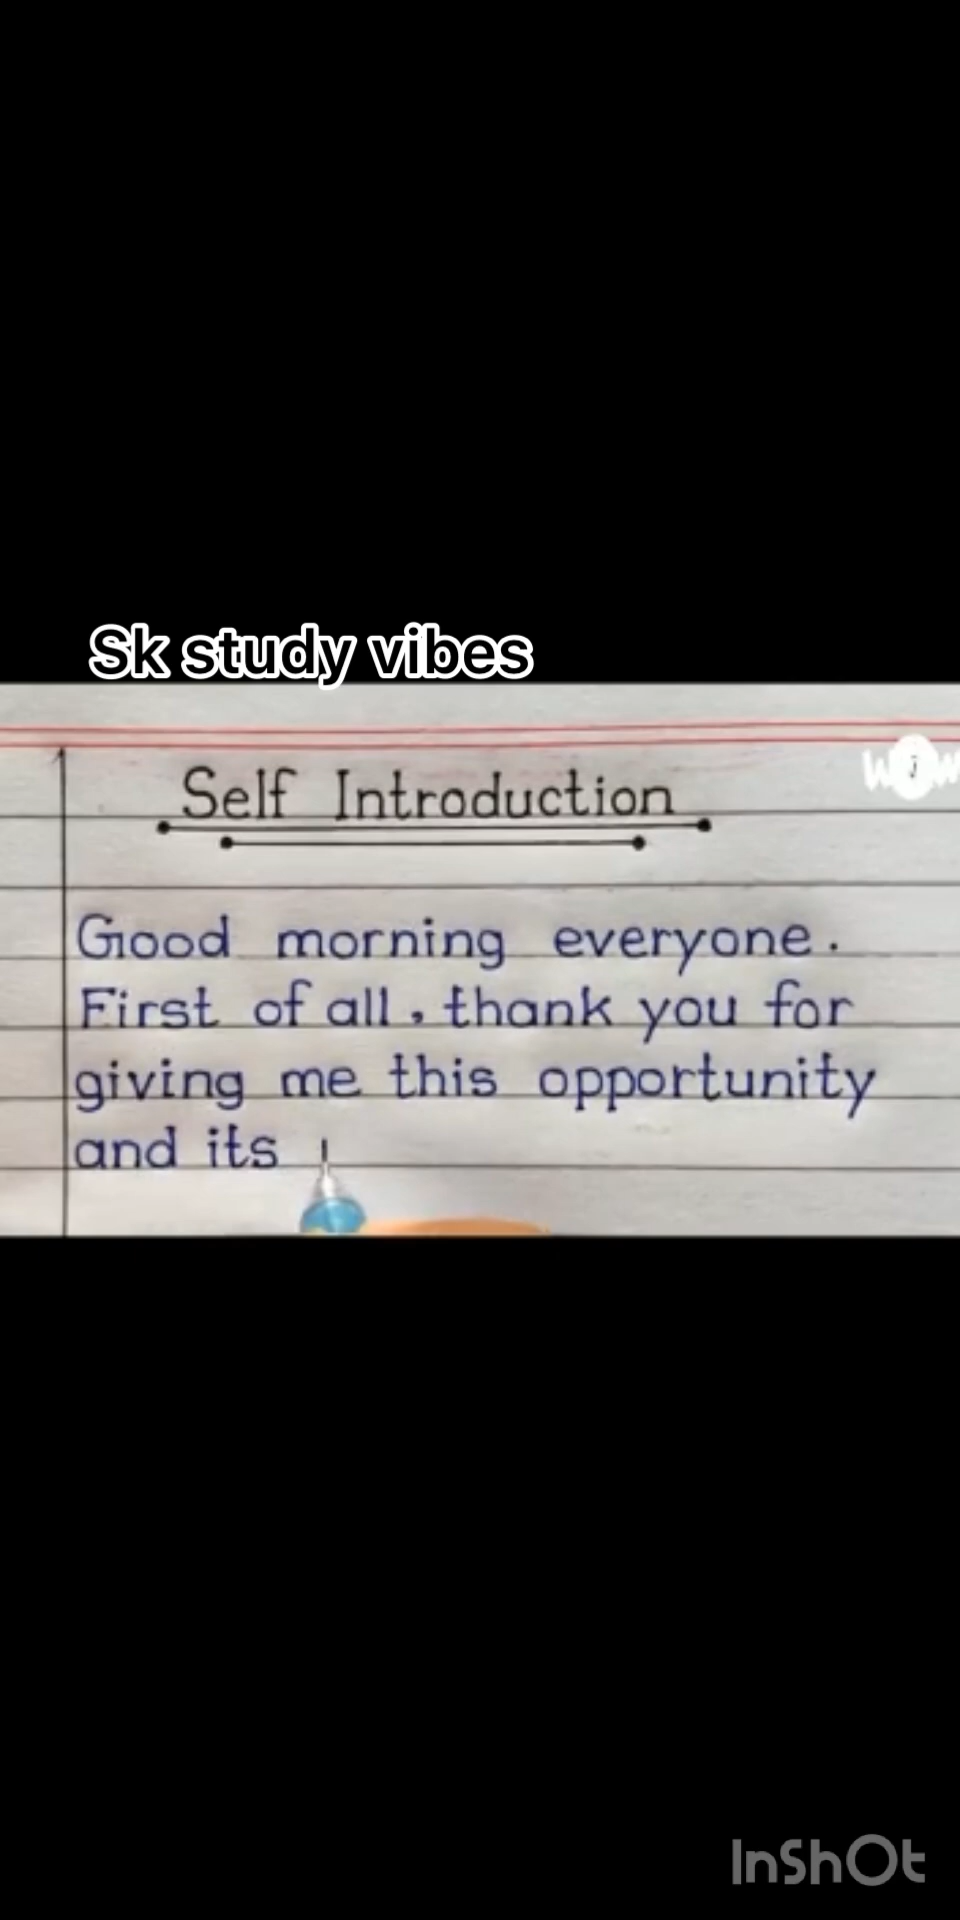 Sk study vibes
Self Introduction
Good morning everyone.
First of all, thank you for
giving me this opportunity
and its
InShOt